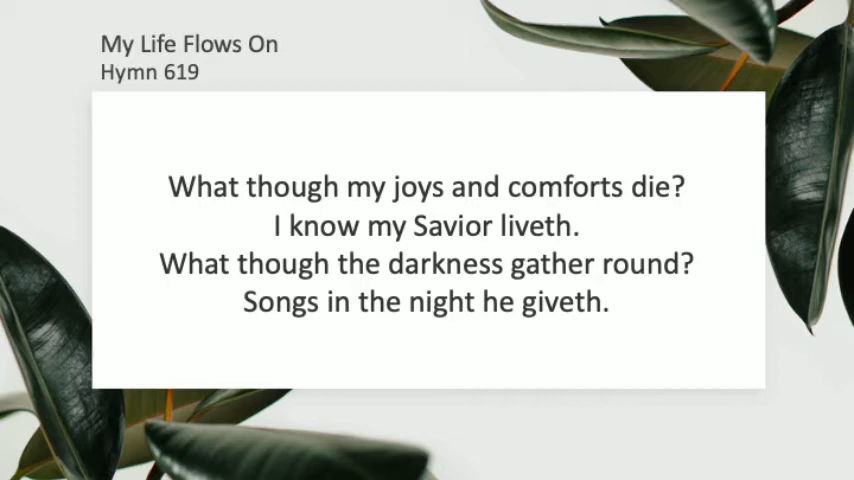 My Life Flows On
Hymn 619
What though my joys and comforts die?
I know my Savior liveth.
What though the darkness gather round?
Songs in the night he giveth.